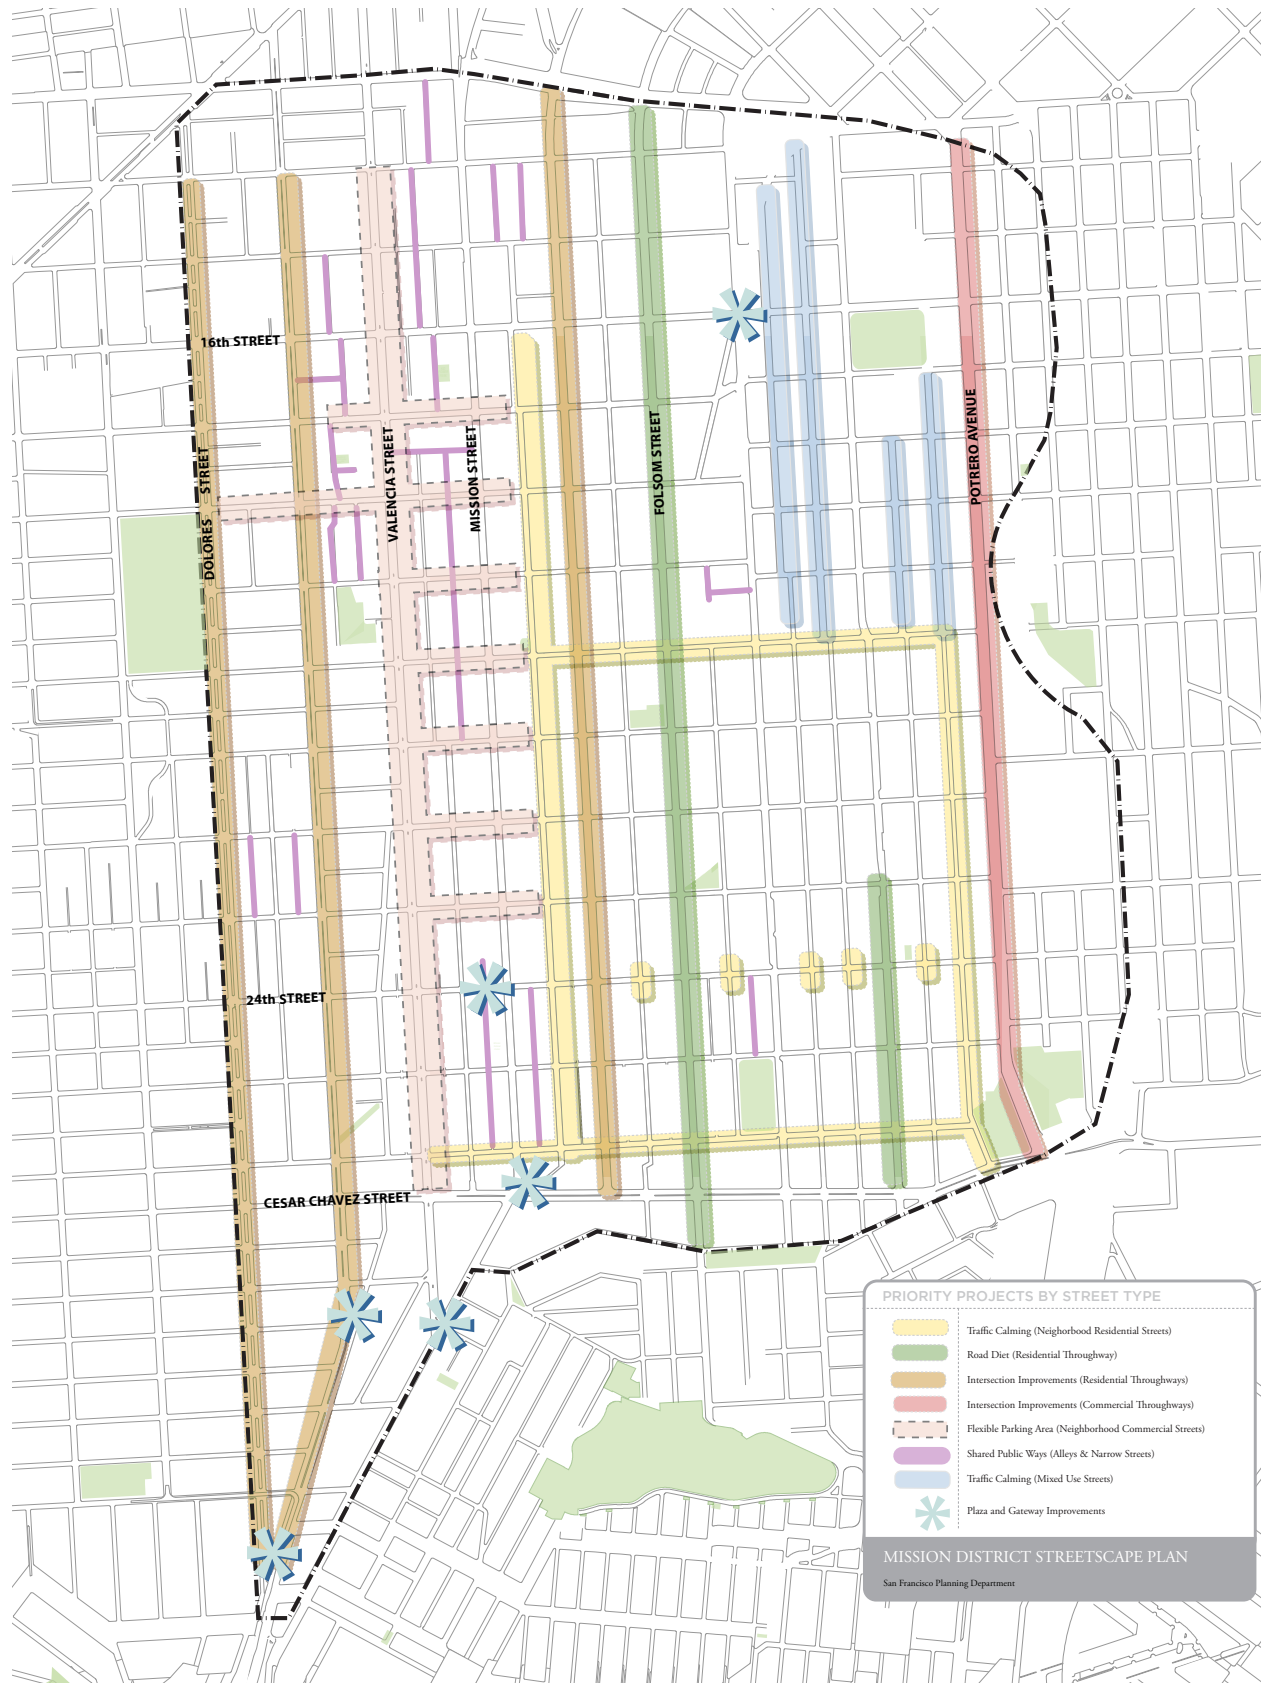 16th STREET
DOLORES STREET
VALENCIA STREET
MISSION STREET
FOLSOM STREET
POTRERO AVENUE
24th STREET
CESAR CHAVEZ STREET
PRIORITY PROJECTS BY STREET TYPE
Traffic Calming (Neighborhood Residential Streets)
Road Diet (Residential Throughway)
Intersection Improvements (Residential Throughways)
Intersection Improvements (Commercial Throughways)
Flexible Parking Area (Neighborhood Commercial Streets)
Shared Public Ways (Alleys & Narrow Streets)
Traffic Calming (Mixed Use Streets)
Plaza and Gateway Improvements
MISSION DISTRICT STREETSCAPE PLAN
San Francisco Planning Department